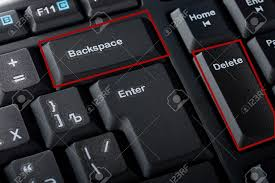 F11
Home
Backspace
Delete
Enter
+
=
}
]
Ъ
"
'
\
123RF